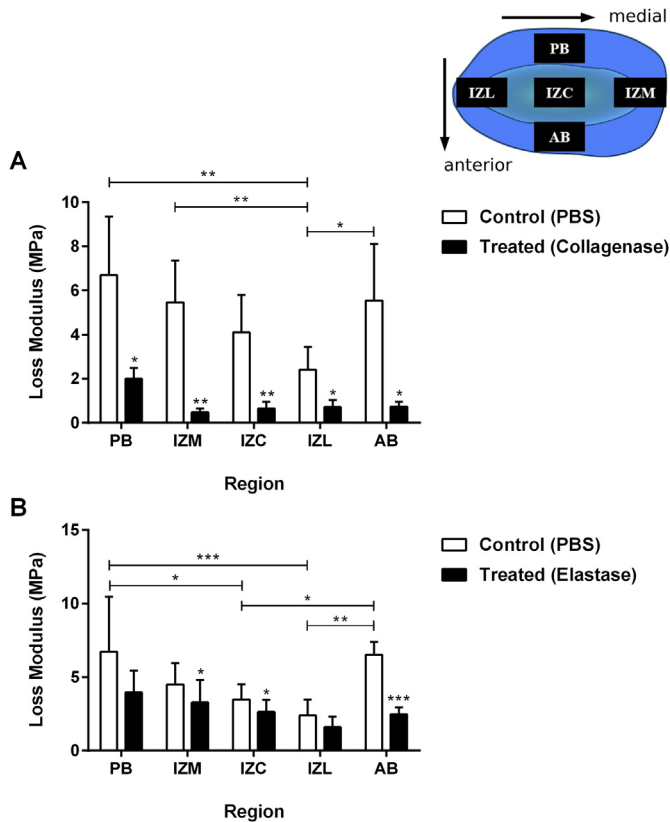 medial
PB
IZL IZC IZM
AB
anterior
A
** 
**
*
Control (PBS)
Treated (Collagenase)
Loss Modulus (MPa)
10
8
6
4
2
0
* ** ** * *
PB IZM IZC IZL AB
Region
B
Control (PBS)
Treated (Elastase)
Loss Modulus (MPa)
15
10
5
0
***
*
*
**
* * ***
PB IZM IZC IZL AB
Region